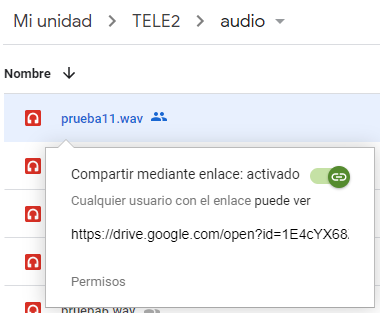 Mi unidad > TELE2 > audio
Nombre
prueba11.wav
Compartir mediante enlace: activado
Cualquier usuario con el enlace puede ver
https://drive.google.com/open?id=1E4cYX68
Permisos
prueba6.wav